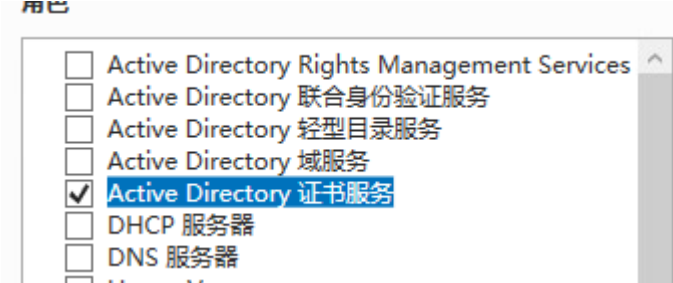 角色
Active Directory Rights Management Services
Active Directory 联合身份验证服务
Active Directory 轻型目录服务
Active Directory 域服务
Active Directory 证书服务
DHCP 服务器
DNS 服务器